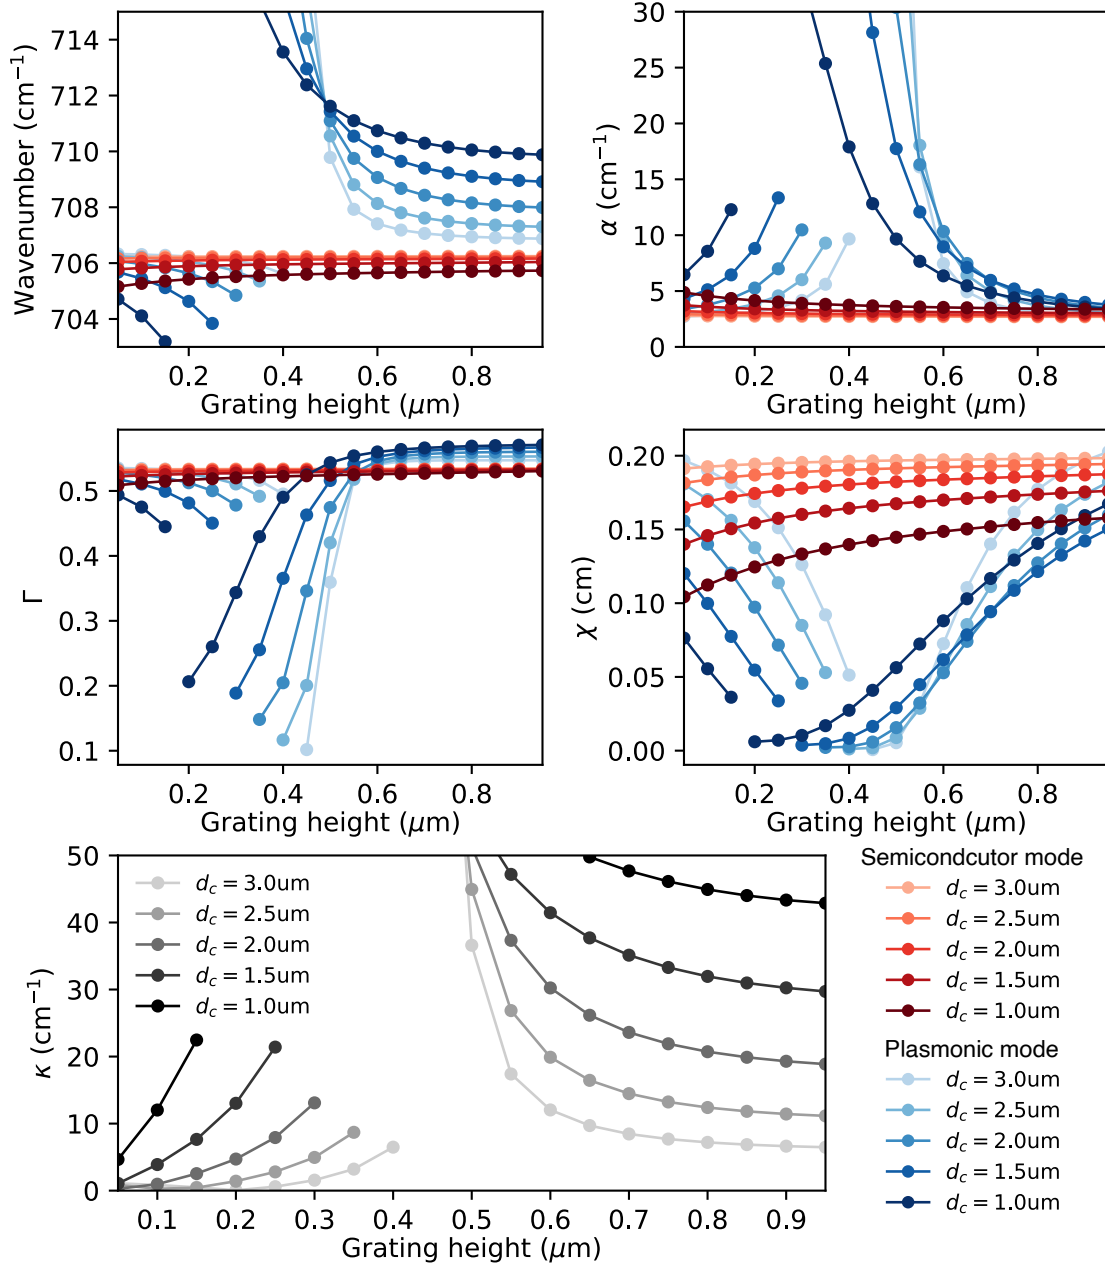 714
712
710
708
706
704
Wavenumber (cm⁻¹)
0.2 0.4 0.6 0.8
Grating height (μm)
30
25
20
15
10
5
0
α (cm⁻¹)
0.2 0.4 0.6 0.8
Grating height (μm)
0.5
0.4
0.3
0.2
0.1
Γ
0.2 0.4 0.6 0.8
Grating height (μm)
0.20
0.15
0.10
0.05
0.00
χ (cm)
0.2 0.4 0.6 0.8
Grating height (μm)
50
40
30
20
10
0
κ (cm⁻¹)
d_c = 3.0um
d_c = 2.5um
d_c = 2.0um
d_c = 1.5um
d_c = 1.0um
0.1 0.2 0.3 0.4 0.5 0.6 0.7 0.8 0.9
Grating height (μm)
Semicondcutor mode
d_c = 3.0um
d_c = 2.5um
d_c = 2.0um
d_c = 1.5um
d_c = 1.0um
Plasmonic mode
d_c = 3.0um
d_c = 2.5um
d_c = 2.0um
d_c = 1.5um
d_c = 1.0um